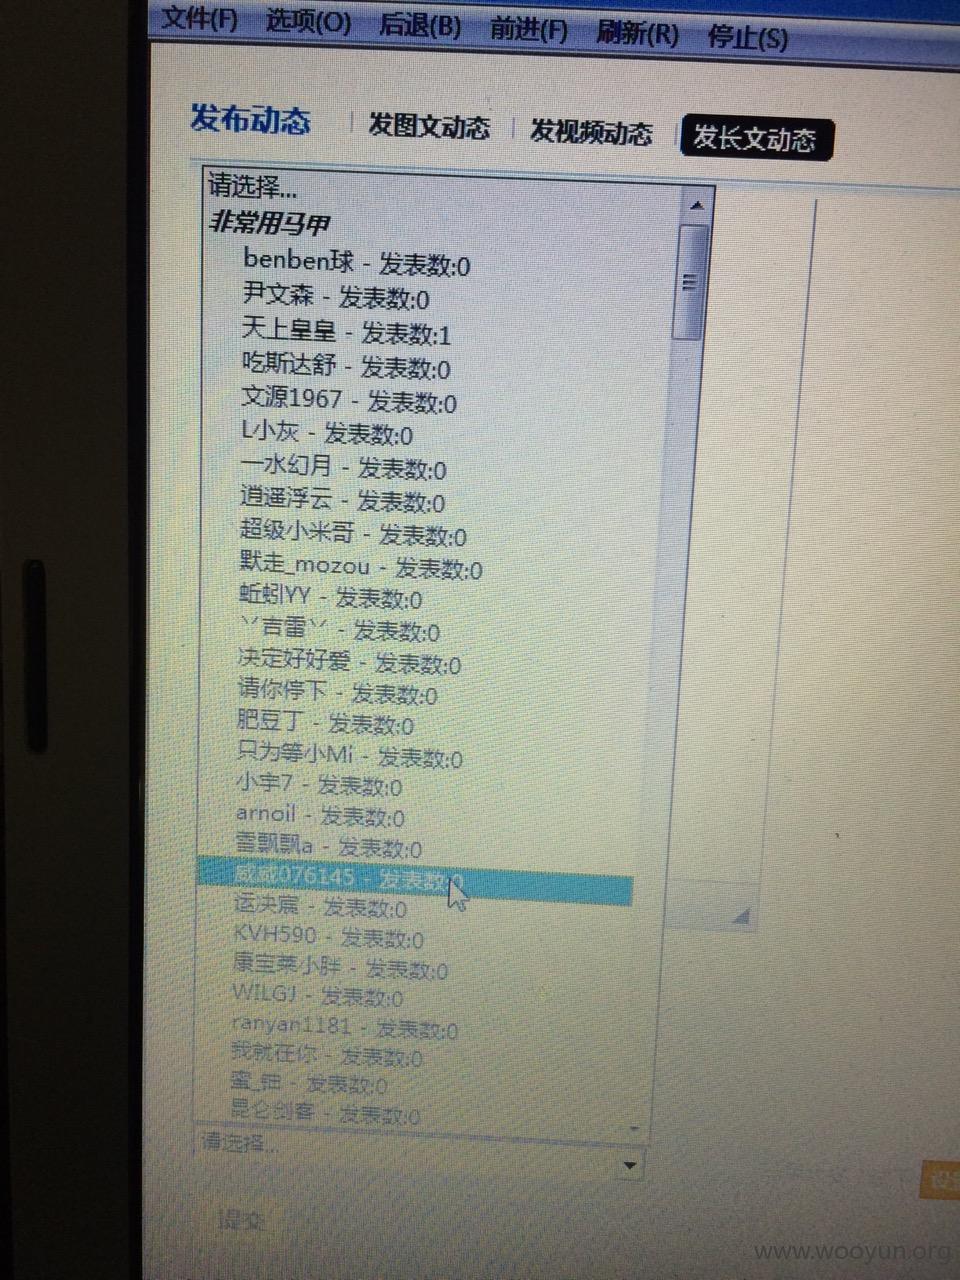 文件(F) 选项(O) 后退(B) 前进(F) 刷新(R) 停止(S)
发布动态 发图文动态 发视频动态 发长文动态
请选择...
非常用马甲
benben球 - 发表数:0
尹文森 - 发表数:0
天上皇皇 - 发表数:1
吃斯达舒 - 发表数:0
文源1967 - 发表数:0
L小灰 - 发表数:0
一水幻月 - 发表数:0
逍遥浮云 - 发表数:0
超级小米哥 - 发表数:0
默走_mozou - 发表数:0
蚯蚓YY - 发表数:0
丷吉雷丷 - 发表数:0
决定好好爱 - 发表数:0
请你停下 - 发表数:0
肥豆丁 - 发表数:0
只为等小Mi - 发表数:0
小宇7 - 发表数:0
arnoil - 发表数:0
雪飘飘a - 发表数:0
威威076145 - 发表数:0
运决宸 - 发表数:0
KVH590 - 发表数:0
康宝莱小胖 - 发表数:0
WILGJ - 发表数:0
ranyan1181 - 发表数:0
我就在你 - 发表数:0
蜜_钿 - 发表数:0
昆仑剑客 - 发表数:0
请选择...
提交
www.wooyun.org